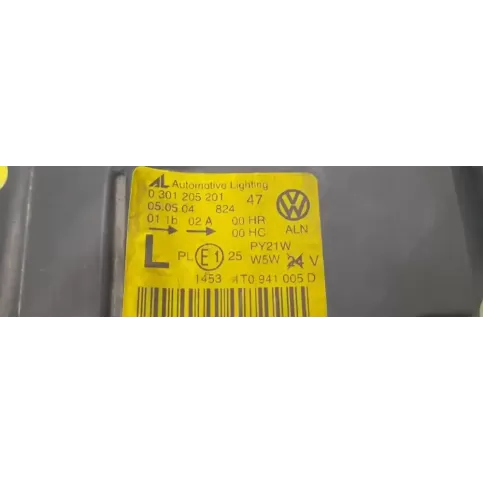 AL Automotive Lighting
0 301 205 201 47
05.05.04 824
01 1b 02 A 00 HR ALN
00 HC
L PL E1 25 PY21W
W5W 24 V
1453 1T0 941 005 D